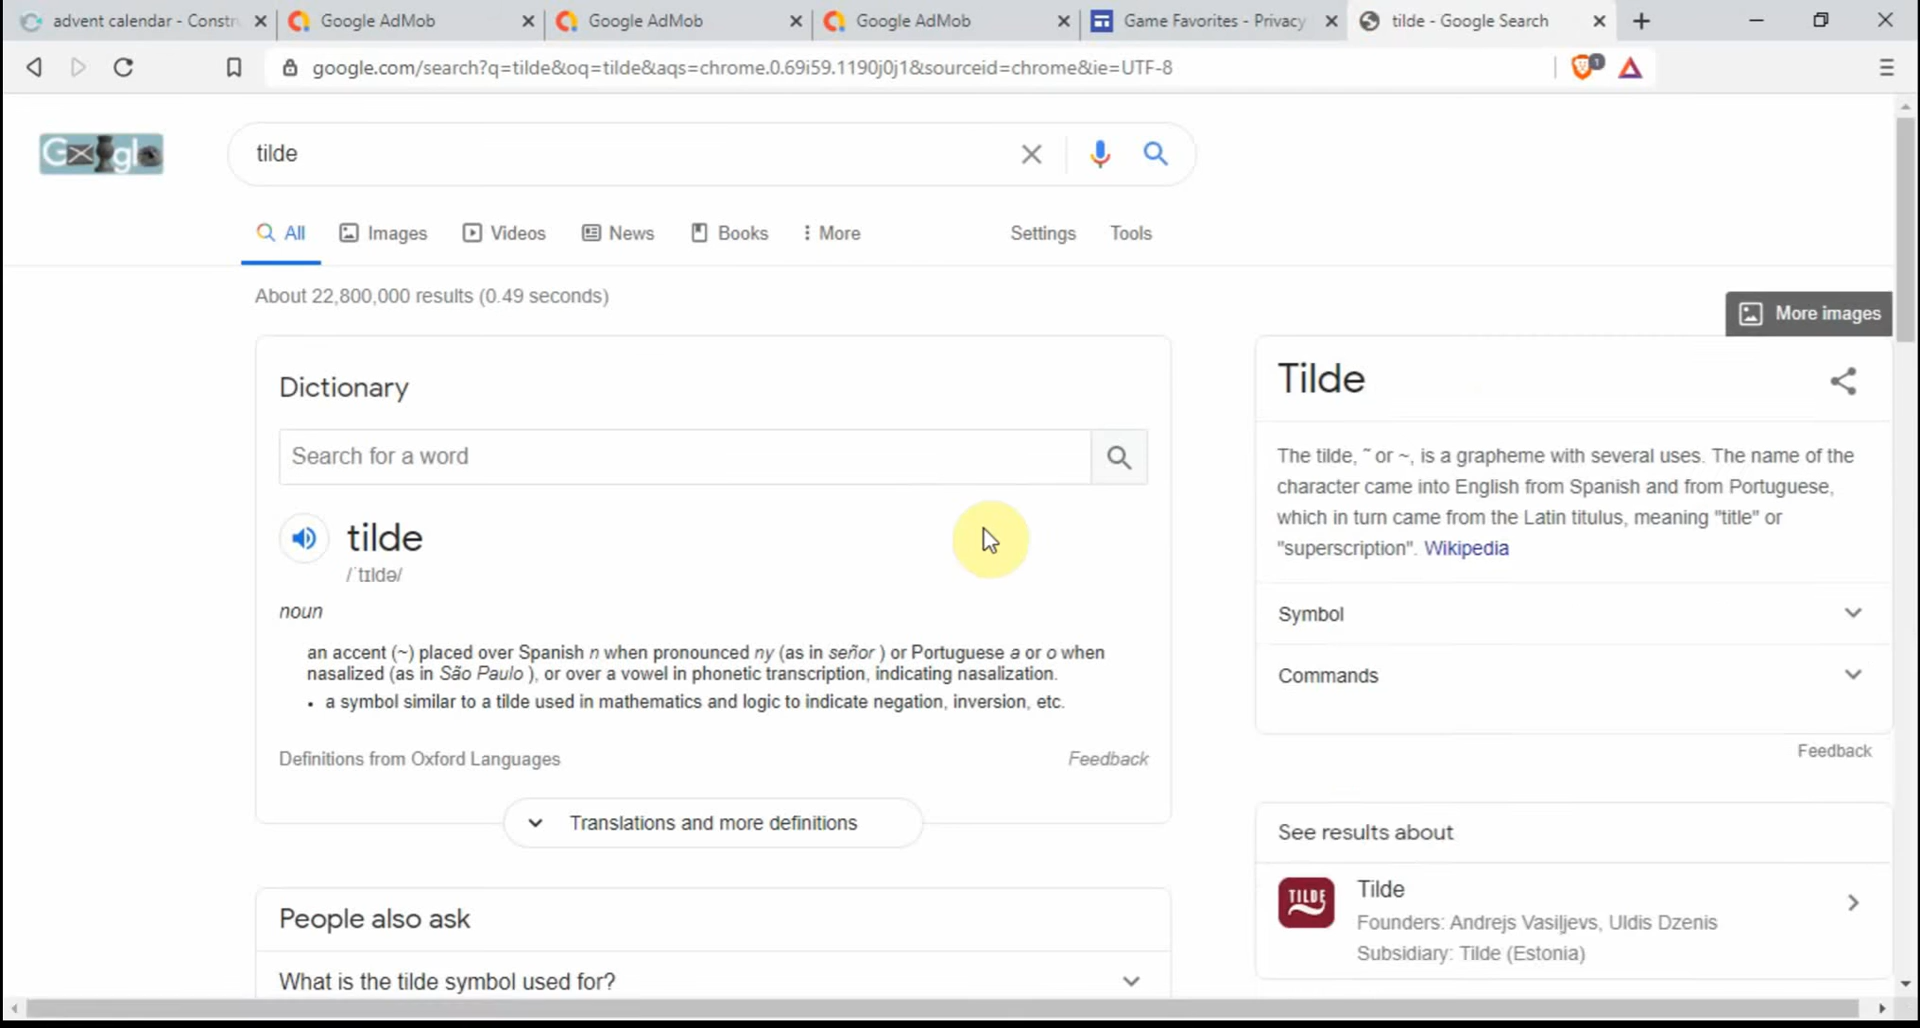 advent calendar - Constr
Google AdMob
Google AdMob
Google AdMob
Game Favorites - Privacy
tilde - Google Search
google.com/search?q=tilde&oq=tilde&aqs=chrome.0.69i59.1190j0j1&sourceid=chrome&ie=UTF-8
1
Google
tilde
All
Images
Videos
News
Books
More
Settings
Tools
About 22,800,000 results (0.49 seconds)
More images
Dictionary
Search for a word
tilde
/ˈtɪldə/
noun
an accent (~) placed over Spanish n when pronounced ny (as in señor ) or Portuguese a or o when
nasalized (as in São Paulo ), or over a vowel in phonetic transcription, indicating nasalization.
• a symbol similar to a tilde used in mathematics and logic to indicate negation, inversion, etc.
Definitions from Oxford Languages
Feedback
Translations and more definitions
People also ask
What is the tilde symbol used for?
Tilde
The tilde, ˜ or ~, is a grapheme with several uses. The name of the
character came into English from Spanish and from Portuguese,
which in turn came from the Latin titulus, meaning "title" or
"superscription". Wikipedia
Symbol
Commands
Feedback
See results about
TILDE
Tilde
Founders: Andrejs Vasiljevs, Uldis Dzenis
Subsidiary: Tilde (Estonia)